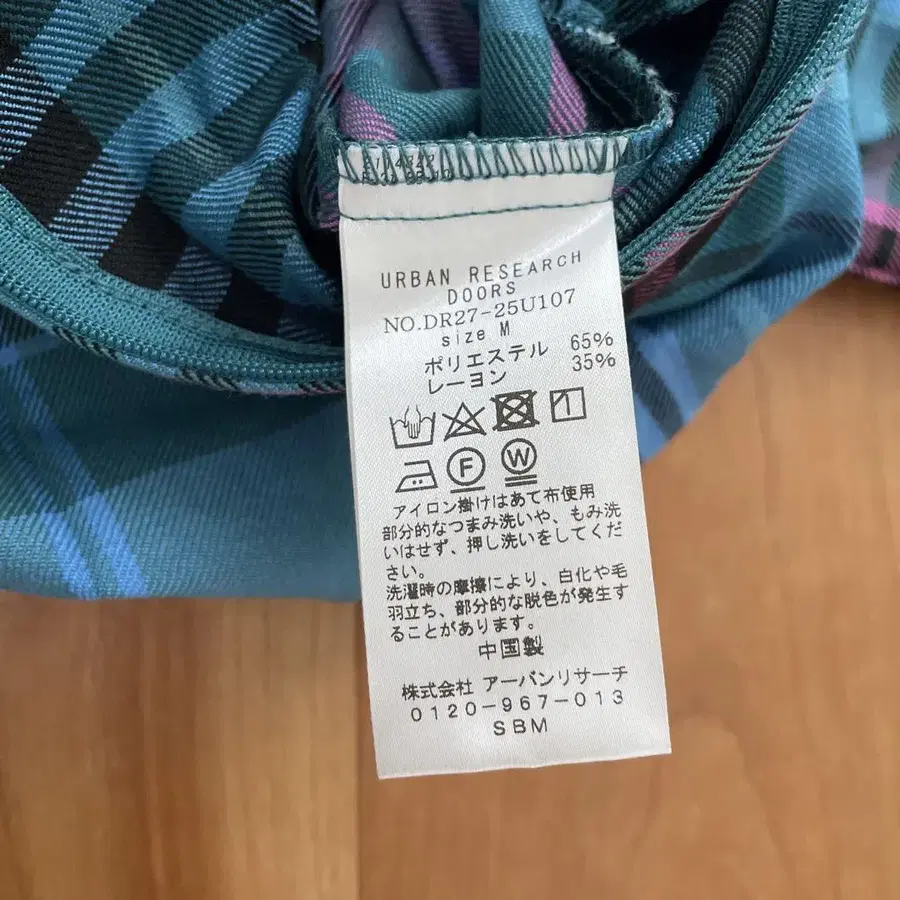 URBAN RESEARCH
DOORS
NO.DR27-25U107
size M
ポリエステル 65%
レーヨン 35%
F W
アイロン掛けはあて布使用
部分的なつまみ洗いや、もみ洗
いはせず、押し洗いをしてくだ
さい。
洗濯時の摩擦により、白化や毛
羽立ち、部分的な脱色が発生す
ることがあります。
中国製
株式会社 アーバンリサーチ
0120-967-013
SBM